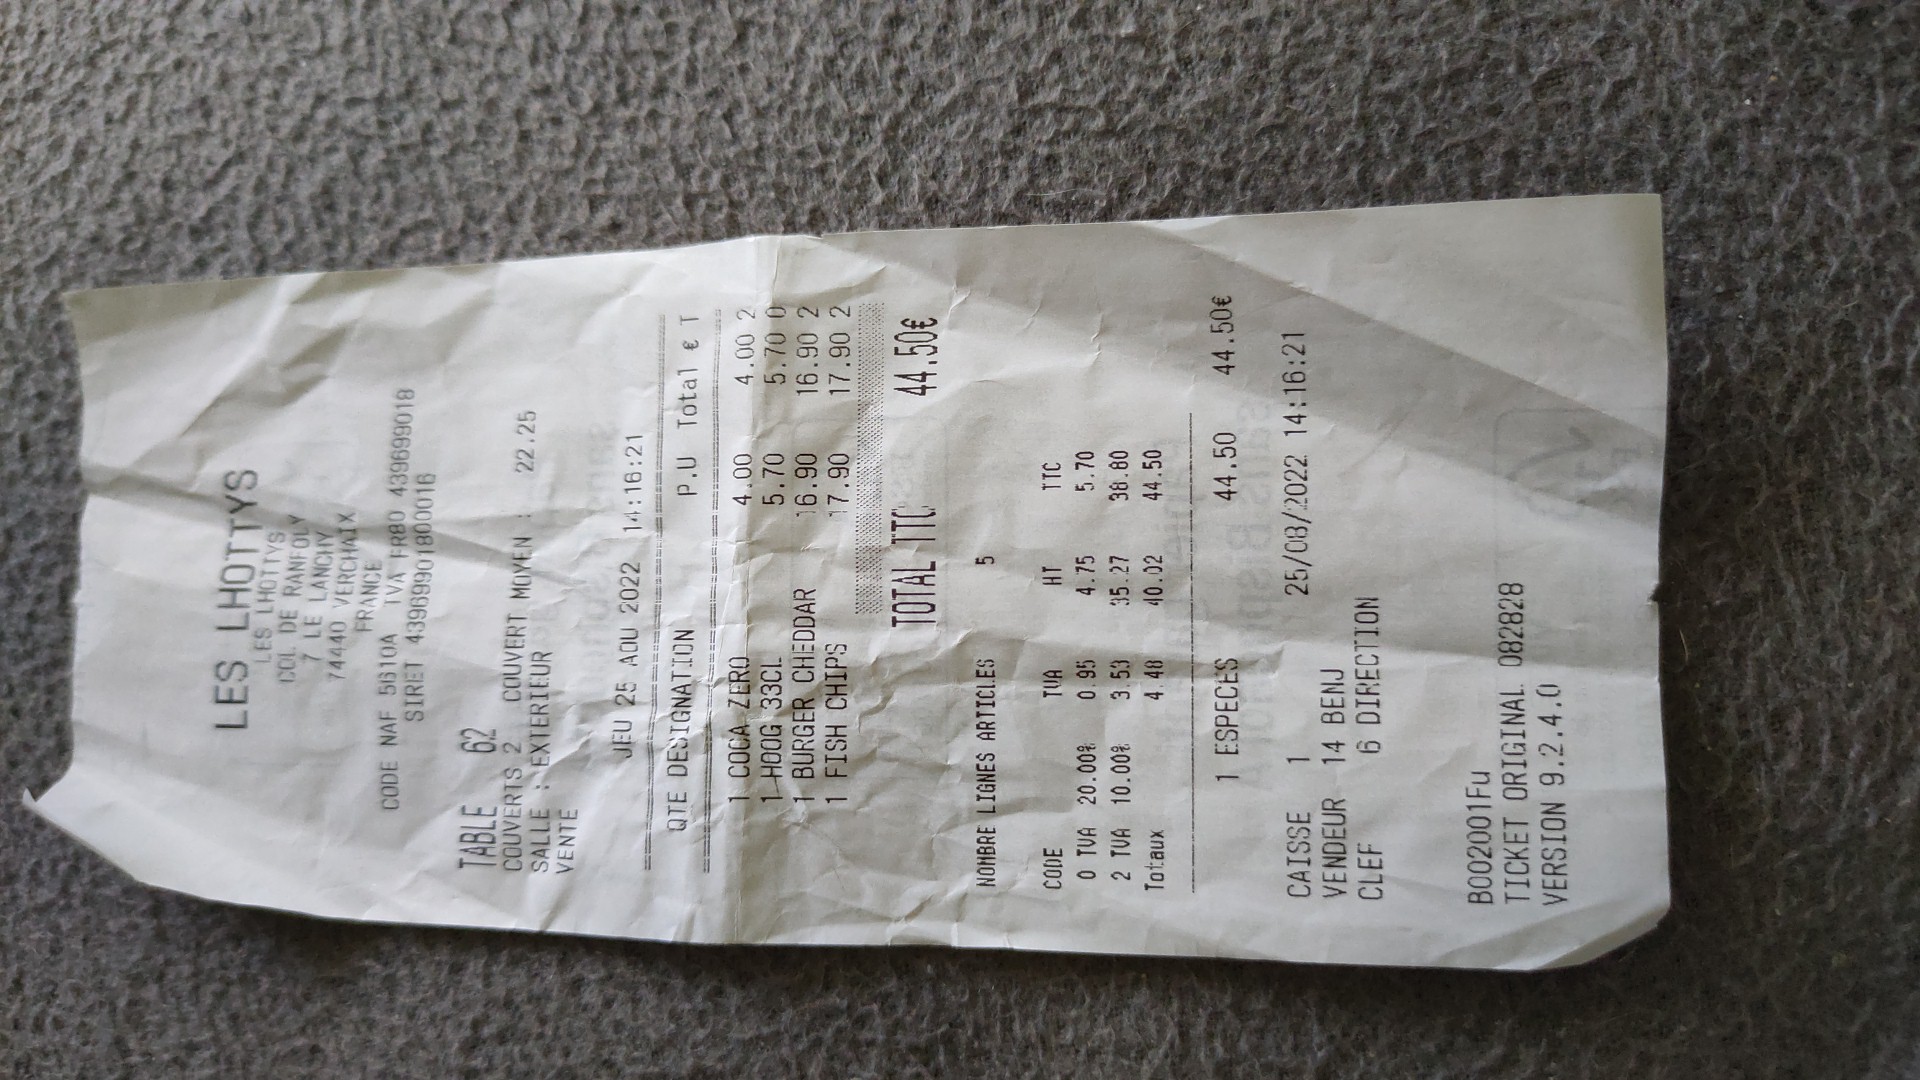 LES LHOTTYS
LES LHOTTYS
COL DE RANFOLY
7 LE LANCHY
74440 VERCHAIX
FRANCE
CODE NAF 5610A TVA FR80 439699018
SIRET 43969901800016
TABLE 62
COUVERTS 2 COUVERT MOYEN : 22.25
SALLE : EXTERIEUR
VENTE
JEU 25 AOU 2022 14:16:21
QTE DESIGNATION P.U Total € T
1 COCA ZERO 4.00 4.00 2
1 HOOG 33CL 5.70 5.70 0
1 BURGER CHEDDAR 16.90 16.90 2
1 FISH CHIPS 17.90 17.90 2
TOTAL TTC 44.50€
NOMBRE LIGNES ARTICLES 5
CODE TVA HT TTC
0 TVA 20.00% 0.95 4.75 5.70
2 TVA 10.00% 3.53 35.27 38.80
Totaux 4.48 40.02 44.50
1 ESPECES 44.50 44.50€
CAISSE 1 25/08/2022 14:16:21
VENDEUR 14 BENJ
CLEF 6 DIRECTION
B002001Fu
TICKET ORIGINAL 082828
VERSION 9.2.4.0